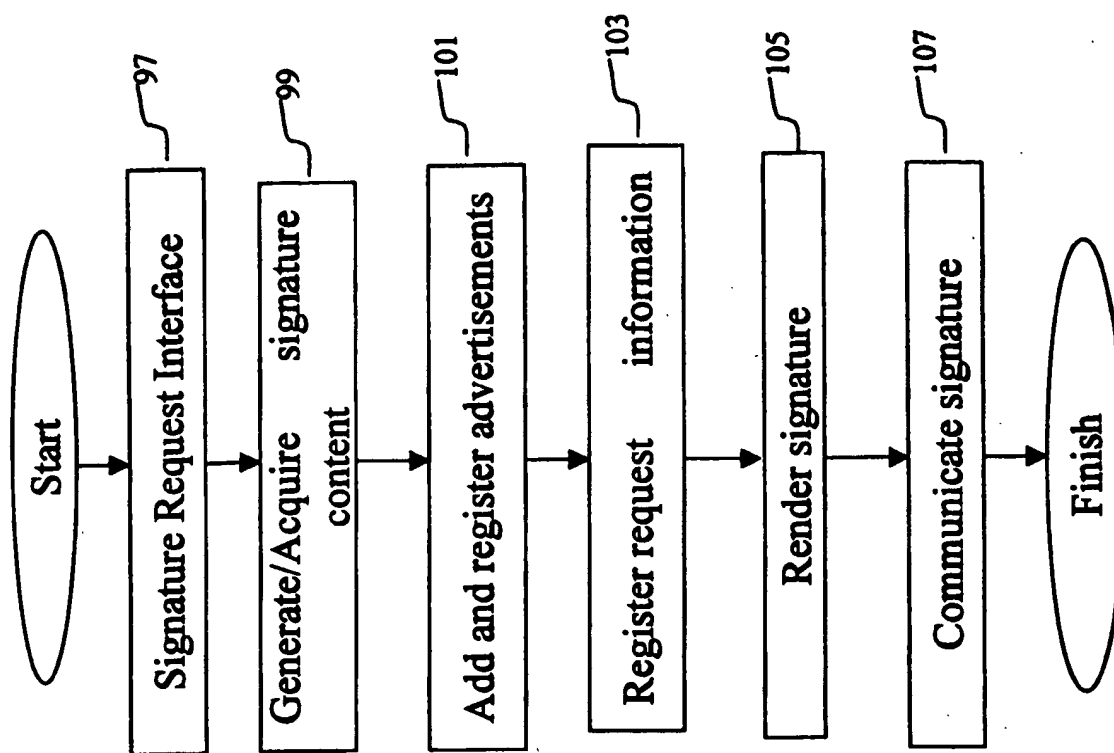 Start
Signature Request Interface
97
Generate/Acquire signature
content
99
Add and register advertisements
101
Register request information
103
Render signature
105
Communicate signature
107
Finish